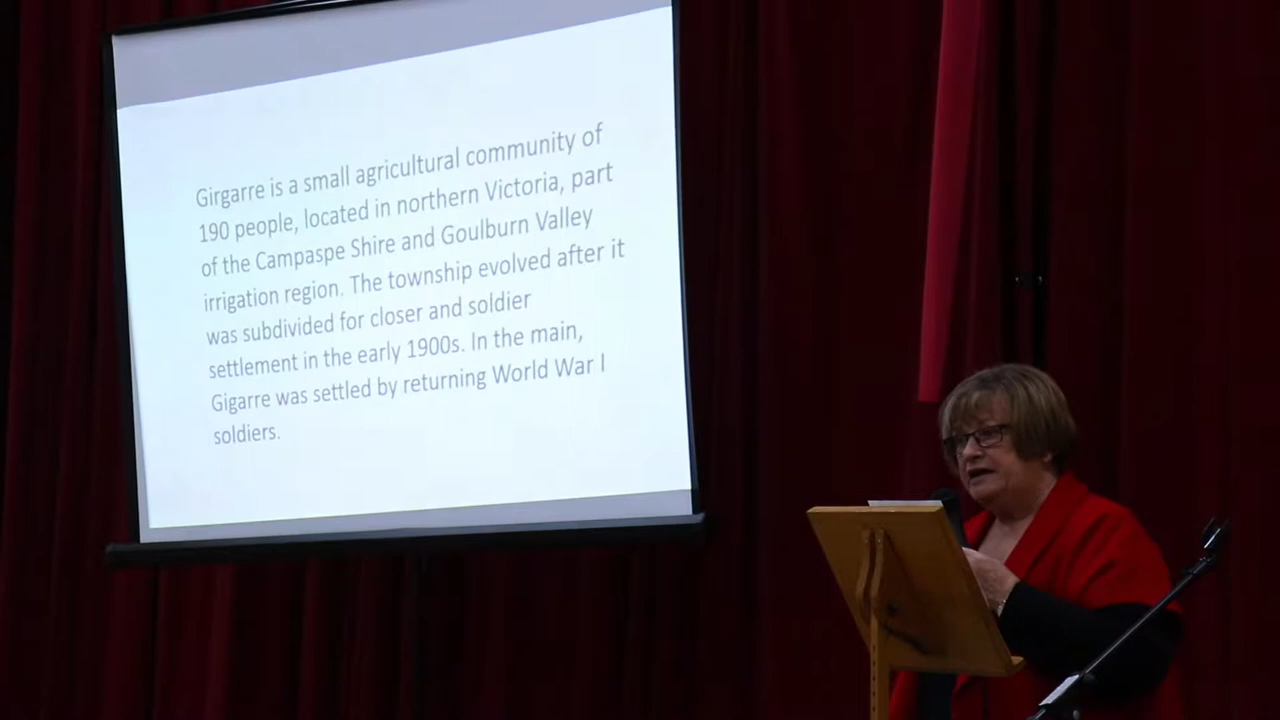 Girgarre is a small agricultural community of
190 people, located in northern Victoria, part
of the Campaspe Shire and Goulburn Valley
irrigation region. The township evolved after it
was subdivided for closer and soldier
settlement in the early 1900s. In the main,
Gigarre was settled by returning World War I
soldiers.